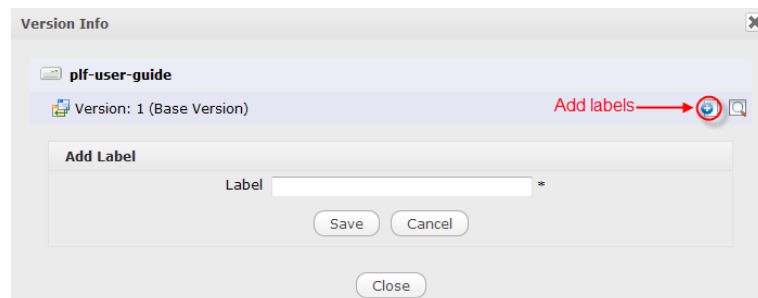 Version Info
plf-user-guide
Version: 1 (Base Version)
Add labels
Add Label
Label *
Save Cancel
Close